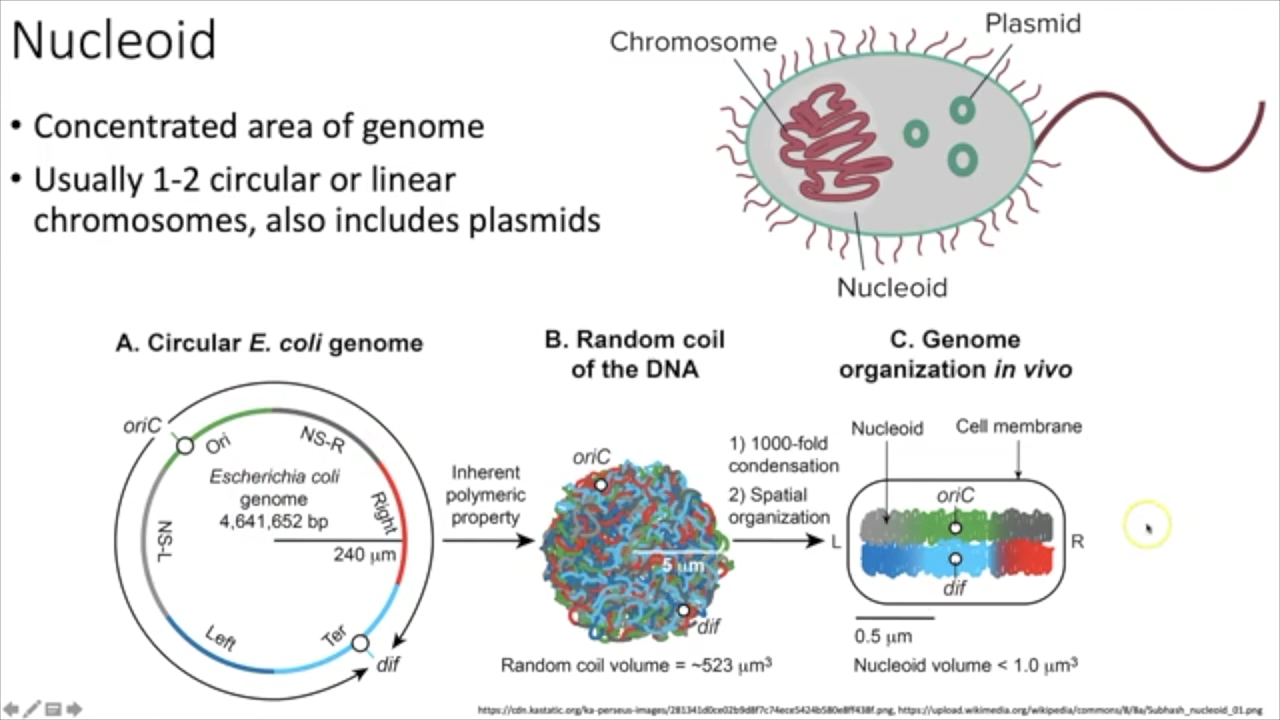 Nucleoid
• Concentrated area of genome
• Usually 1-2 circular or linear
chromosomes, also includes plasmids
Chromosome
Plasmid
Nucleoid
A. Circular E. coli genome
oriC
Ori
NS-R
Right
NS-L
Left
Ter
dif
Escherichia coli
genome
4,641,652 bp
240 μm
Inherent
polymeric
property
B. Random coil
of the DNA
oriC
5 μm
dif
Random coil volume = ~523 μm³
1) 1000-fold
condensation
2) Spatial
organization
C. Genome
organization in vivo
Nucleoid
Cell membrane
L
oriC
dif
R
0.5 μm
Nucleoid volume < 1.0 μm³